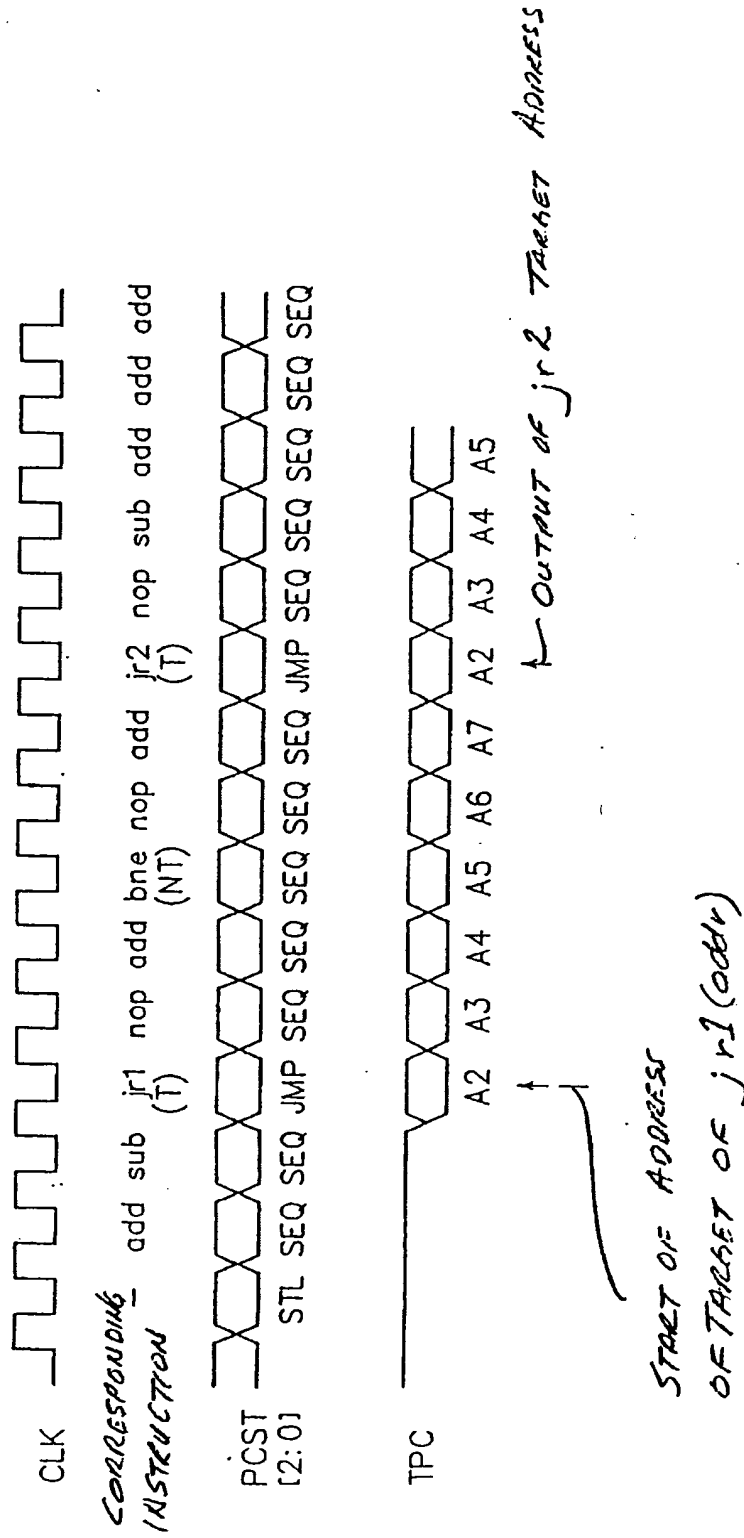 CLK
CORRESPONDING
INSTRUCTION
add sub jr1 nop add bne nop add jr2 nop sub add add add
(T) (NT) (T)
PCST
[2:0]
STL SEQ SEQ JMP SEQ SEQ SEQ SEQ SEQ JMP SEQ SEQ SEQ SEQ SEQ
TPC
A2 A3 A4 A5 A6 A7 A2 A3 A4 A5
OUTPUT OF jr2 TARGET ADDRESS
START OF ADDRESS
OF TARGET OF jr1 (addr)